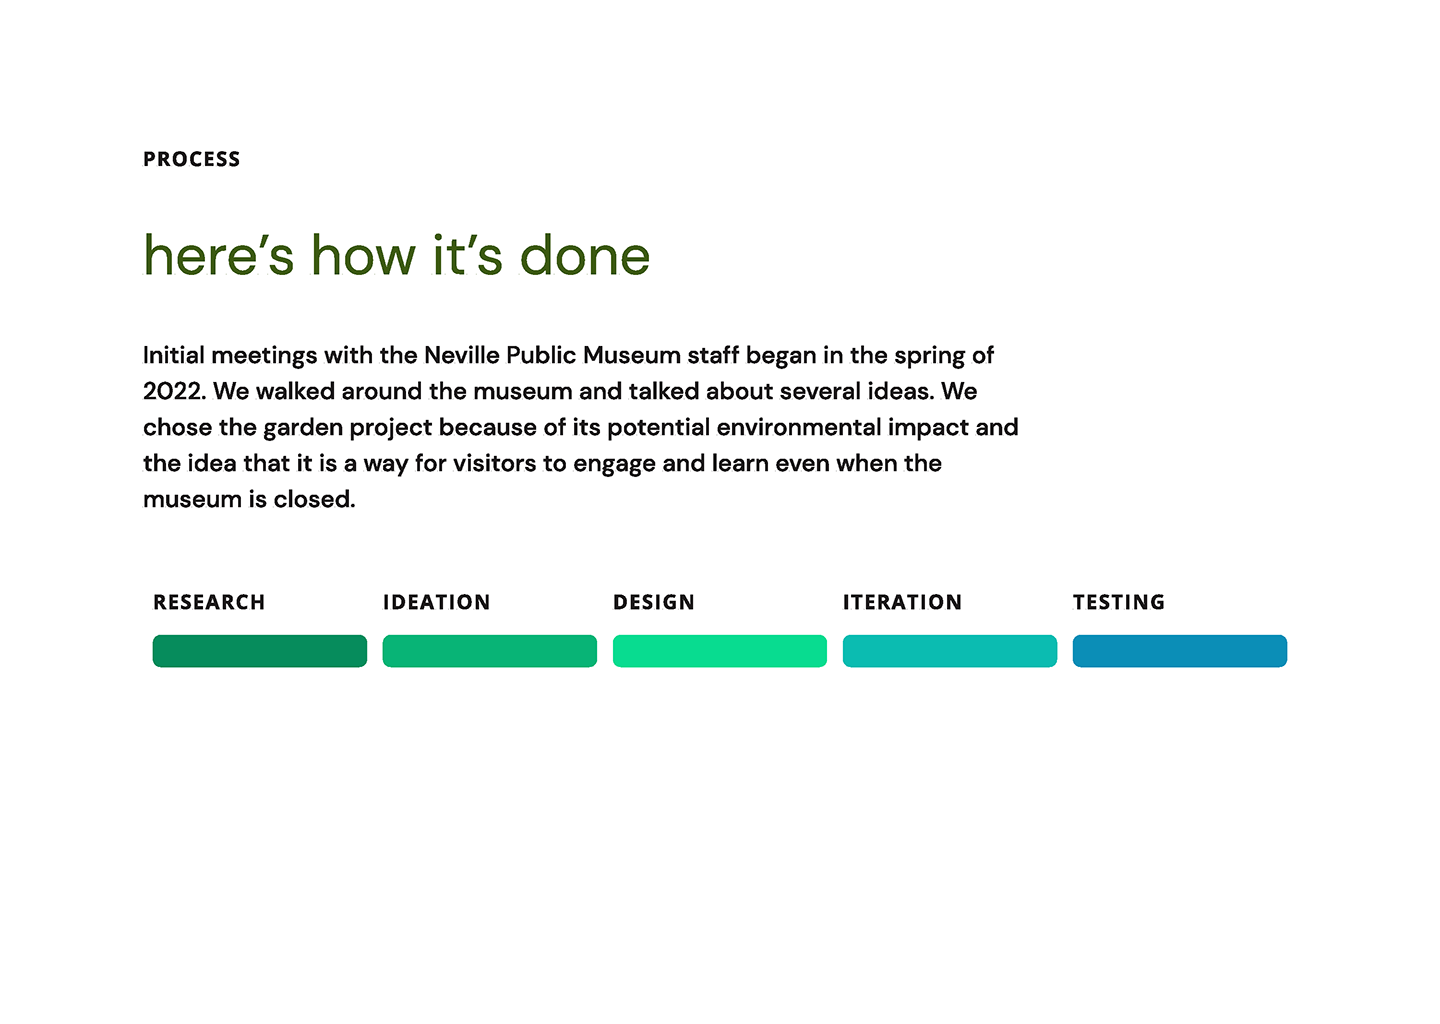 PROCESS
here’s how it’s done
Initial meetings with the Neville Public Museum staff began in the spring of
2022. We walked around the museum and talked about several ideas. We
chose the garden project because of its potential environmental impact and
the idea that it is a way for visitors to engage and learn even when the
museum is closed.
RESEARCH IDEATION DESIGN ITERATION TESTING